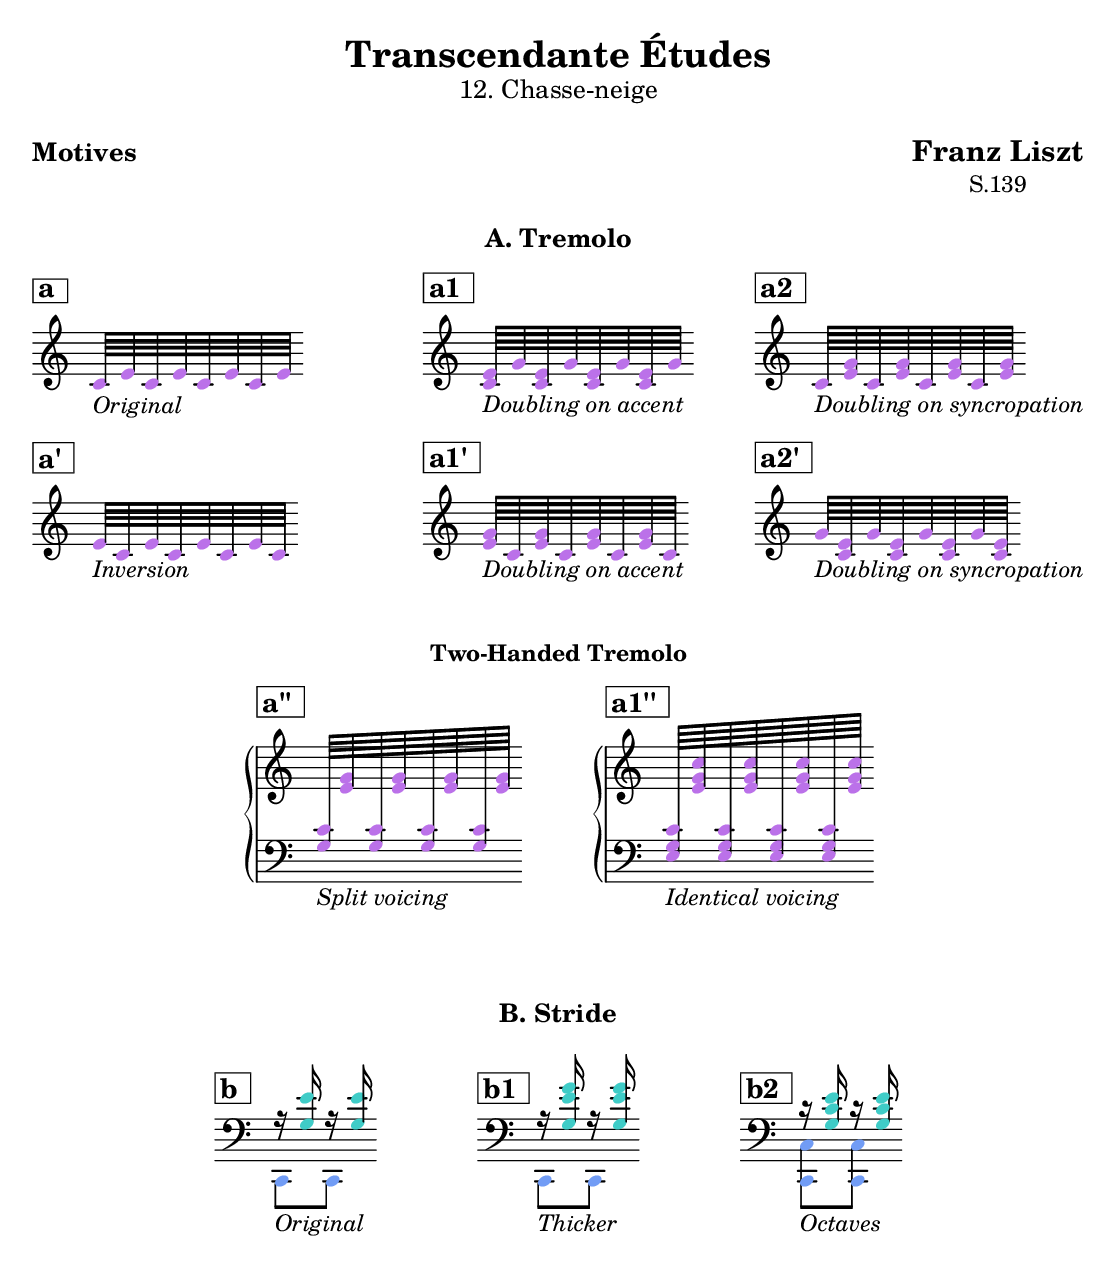 Transcendante Études
12. Chasse-neige
Motives
Franz Liszt
S.139
A. Tremolo
a
a1
a2
Original
Doubling on accent
Doubling on syncropation
a'
a1'
a2'
Inversion
Doubling on accent
Doubling on syncropation
Two-Handed Tremolo
a"
a1"
Split voicing
Identical voicing
B. Stride
b
b1
b2
Original
Thicker
Octaves